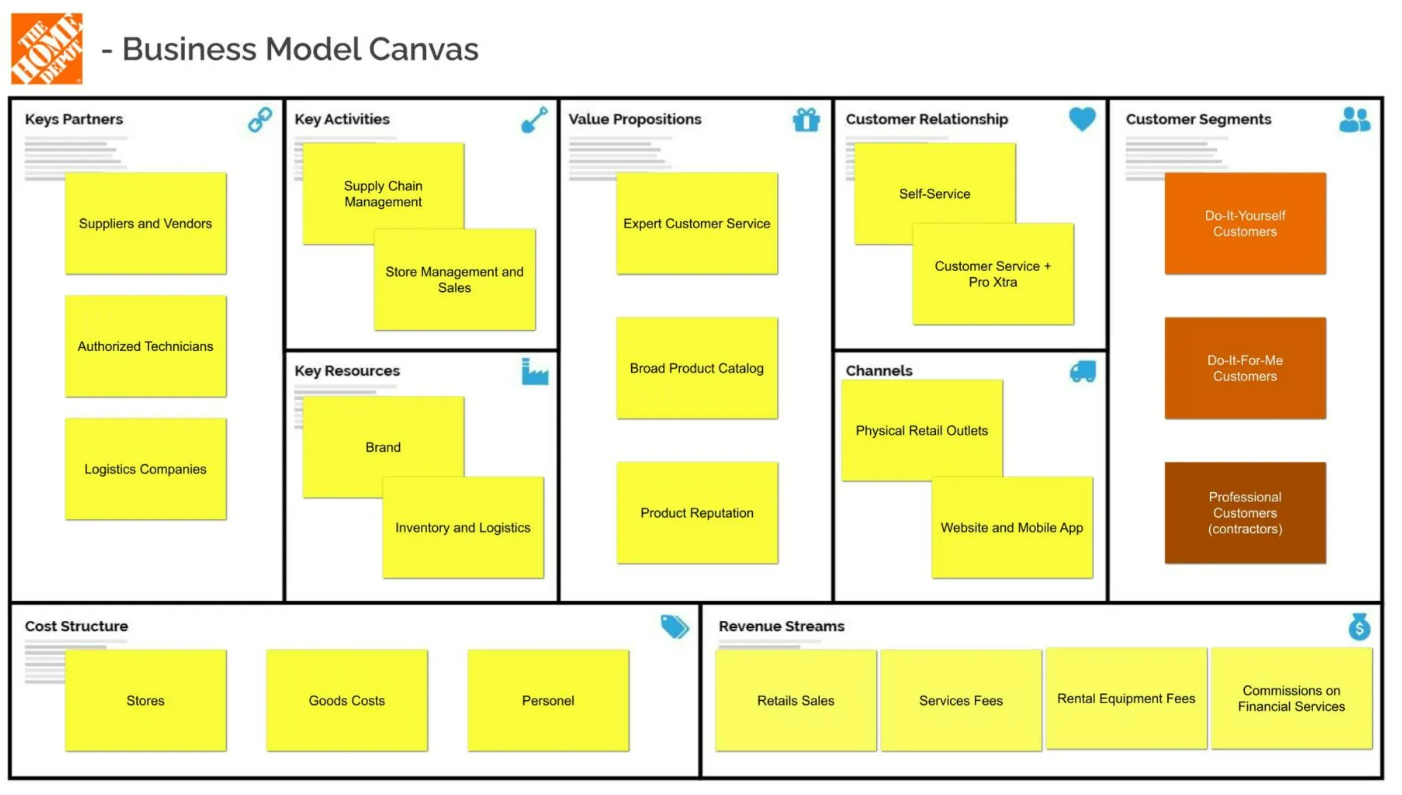 THE
HOME
DEPOT
- Business Model Canvas
Keys Partners
Suppliers and Vendors
Authorized Technicians
Logistics Companies
Key Activities
Supply Chain
Management
Store Management and
Sales
Key Resources
Brand
Inventory and Logistics
Value Propositions
Expert Customer Service
Broad Product Catalog
Product Reputation
Customer Relationship
Self-Service
Customer Service +
Pro Xtra
Channels
Physical Retail Outlets
Website and Mobile App
Customer Segments
Do-It-Yourself
Customers
Do-It-For-Me
Customers
Professional
Customers
(contractors)
Cost Structure
Stores
Goods Costs
Personel
Revenue Streams
$
Retails Sales
Services Fees
Rental Equipment Fees
Commissions on
Financial Services